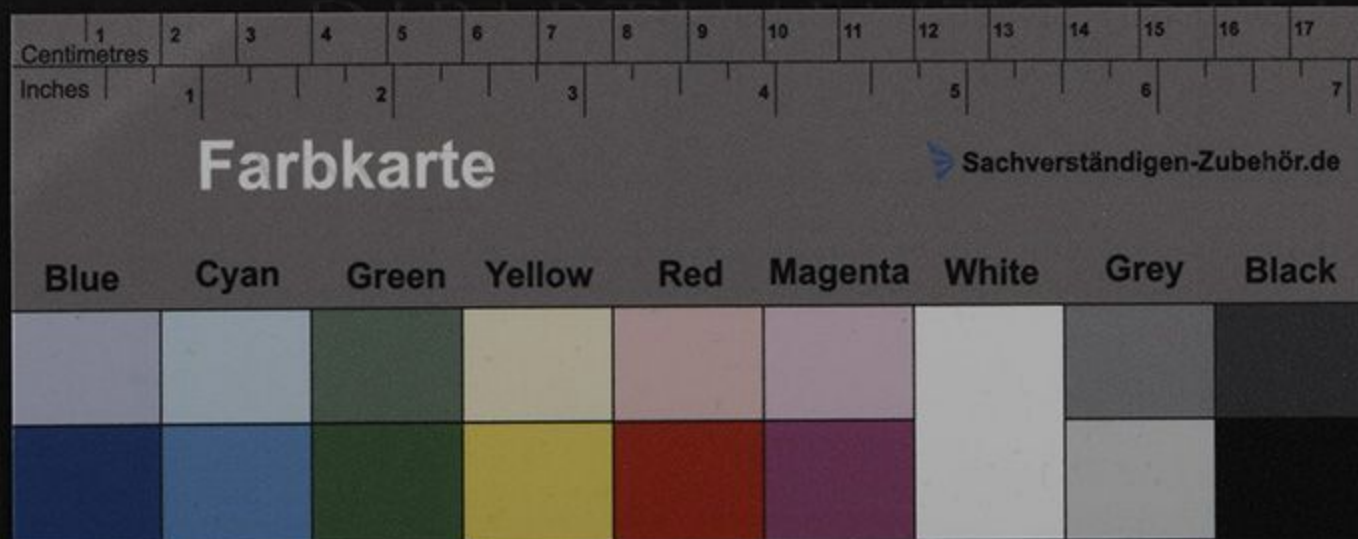 1 2 3 4 5 6 7 8 9 10 11 12 13 14 15 16 17
Centimetres
Inches 1 2 3 4 5 6 7
Farbkarte
Sachverständigen-Zubehör.de
Blue Cyan Green Yellow Red Magenta White Grey Black